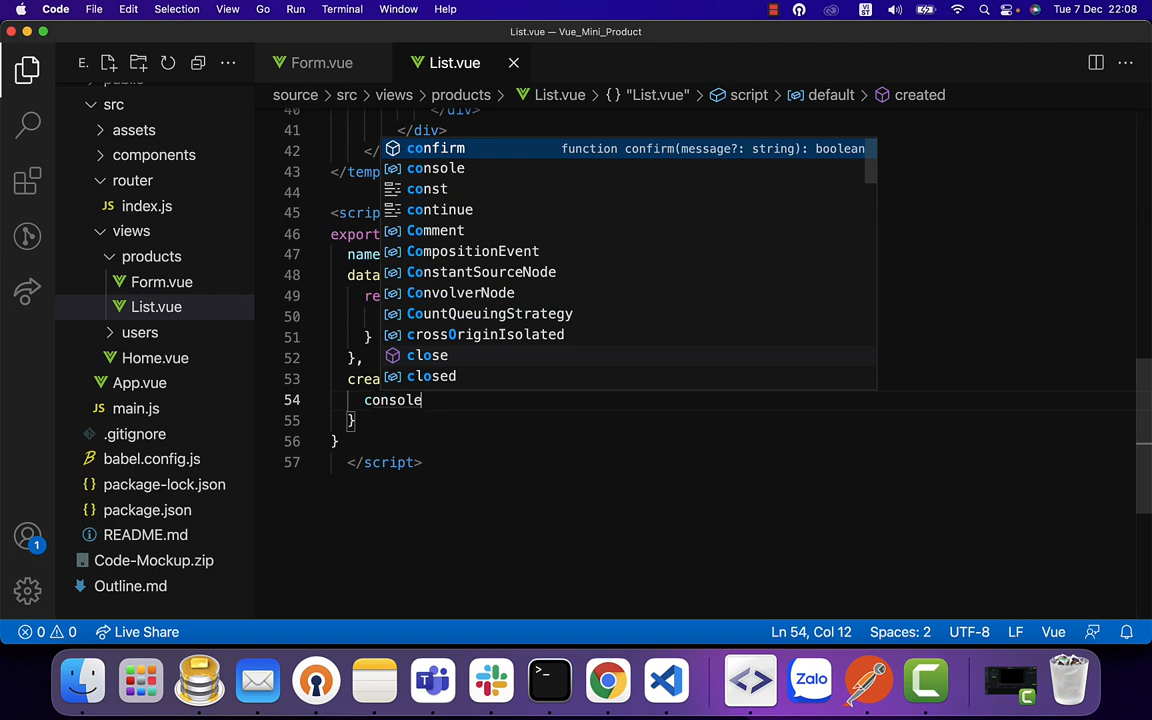 Code File Edit Selection View Go Run Terminal Window Help VI ST Tue 7 Dec 22:08
List.vue — Vue_Mini_Product
E. Form.vue List.vue
source > src > views > products > List.vue > {} "List.vue" > script > default > created
src
assets
components
router
JS index.js
views
products
Form.vue
List.vue
users
Home.vue
App.vue
JS main.js
.gitignore
babel.config.js
{} package-lock.json
{} package.json
README.md
Code-Mockup.zip
Outline.md
1
40 </div>
41 </div>
42 </
43 </temp
44
45 <scrip
46 export
47 name
48 data
49 re
50
51 }
52 },
53 crea
54 console
55 }
56 }
57 </script>
confirm function confirm(message?: string): boolean
console
const
continue
Comment
CompositionEvent
ConstantSourceNode
ConvolverNode
CountQueuingStrategy
crossOriginIsolated
close
closed
0 0 Live Share Ln 54, Col 12 Spaces: 2 UTF-8 LF Vue
Zalo